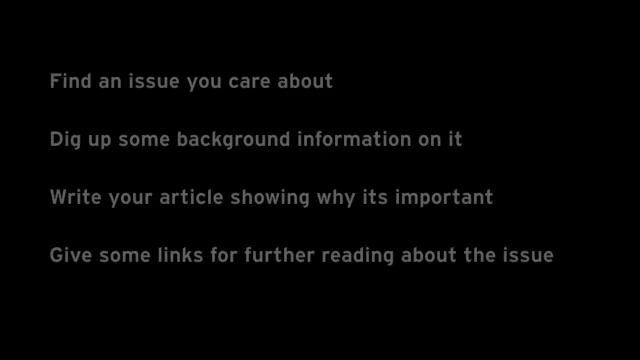 Find an issue you care about
Dig up some background information on it
Write your article showing why its important
Give some links for further reading about the issue